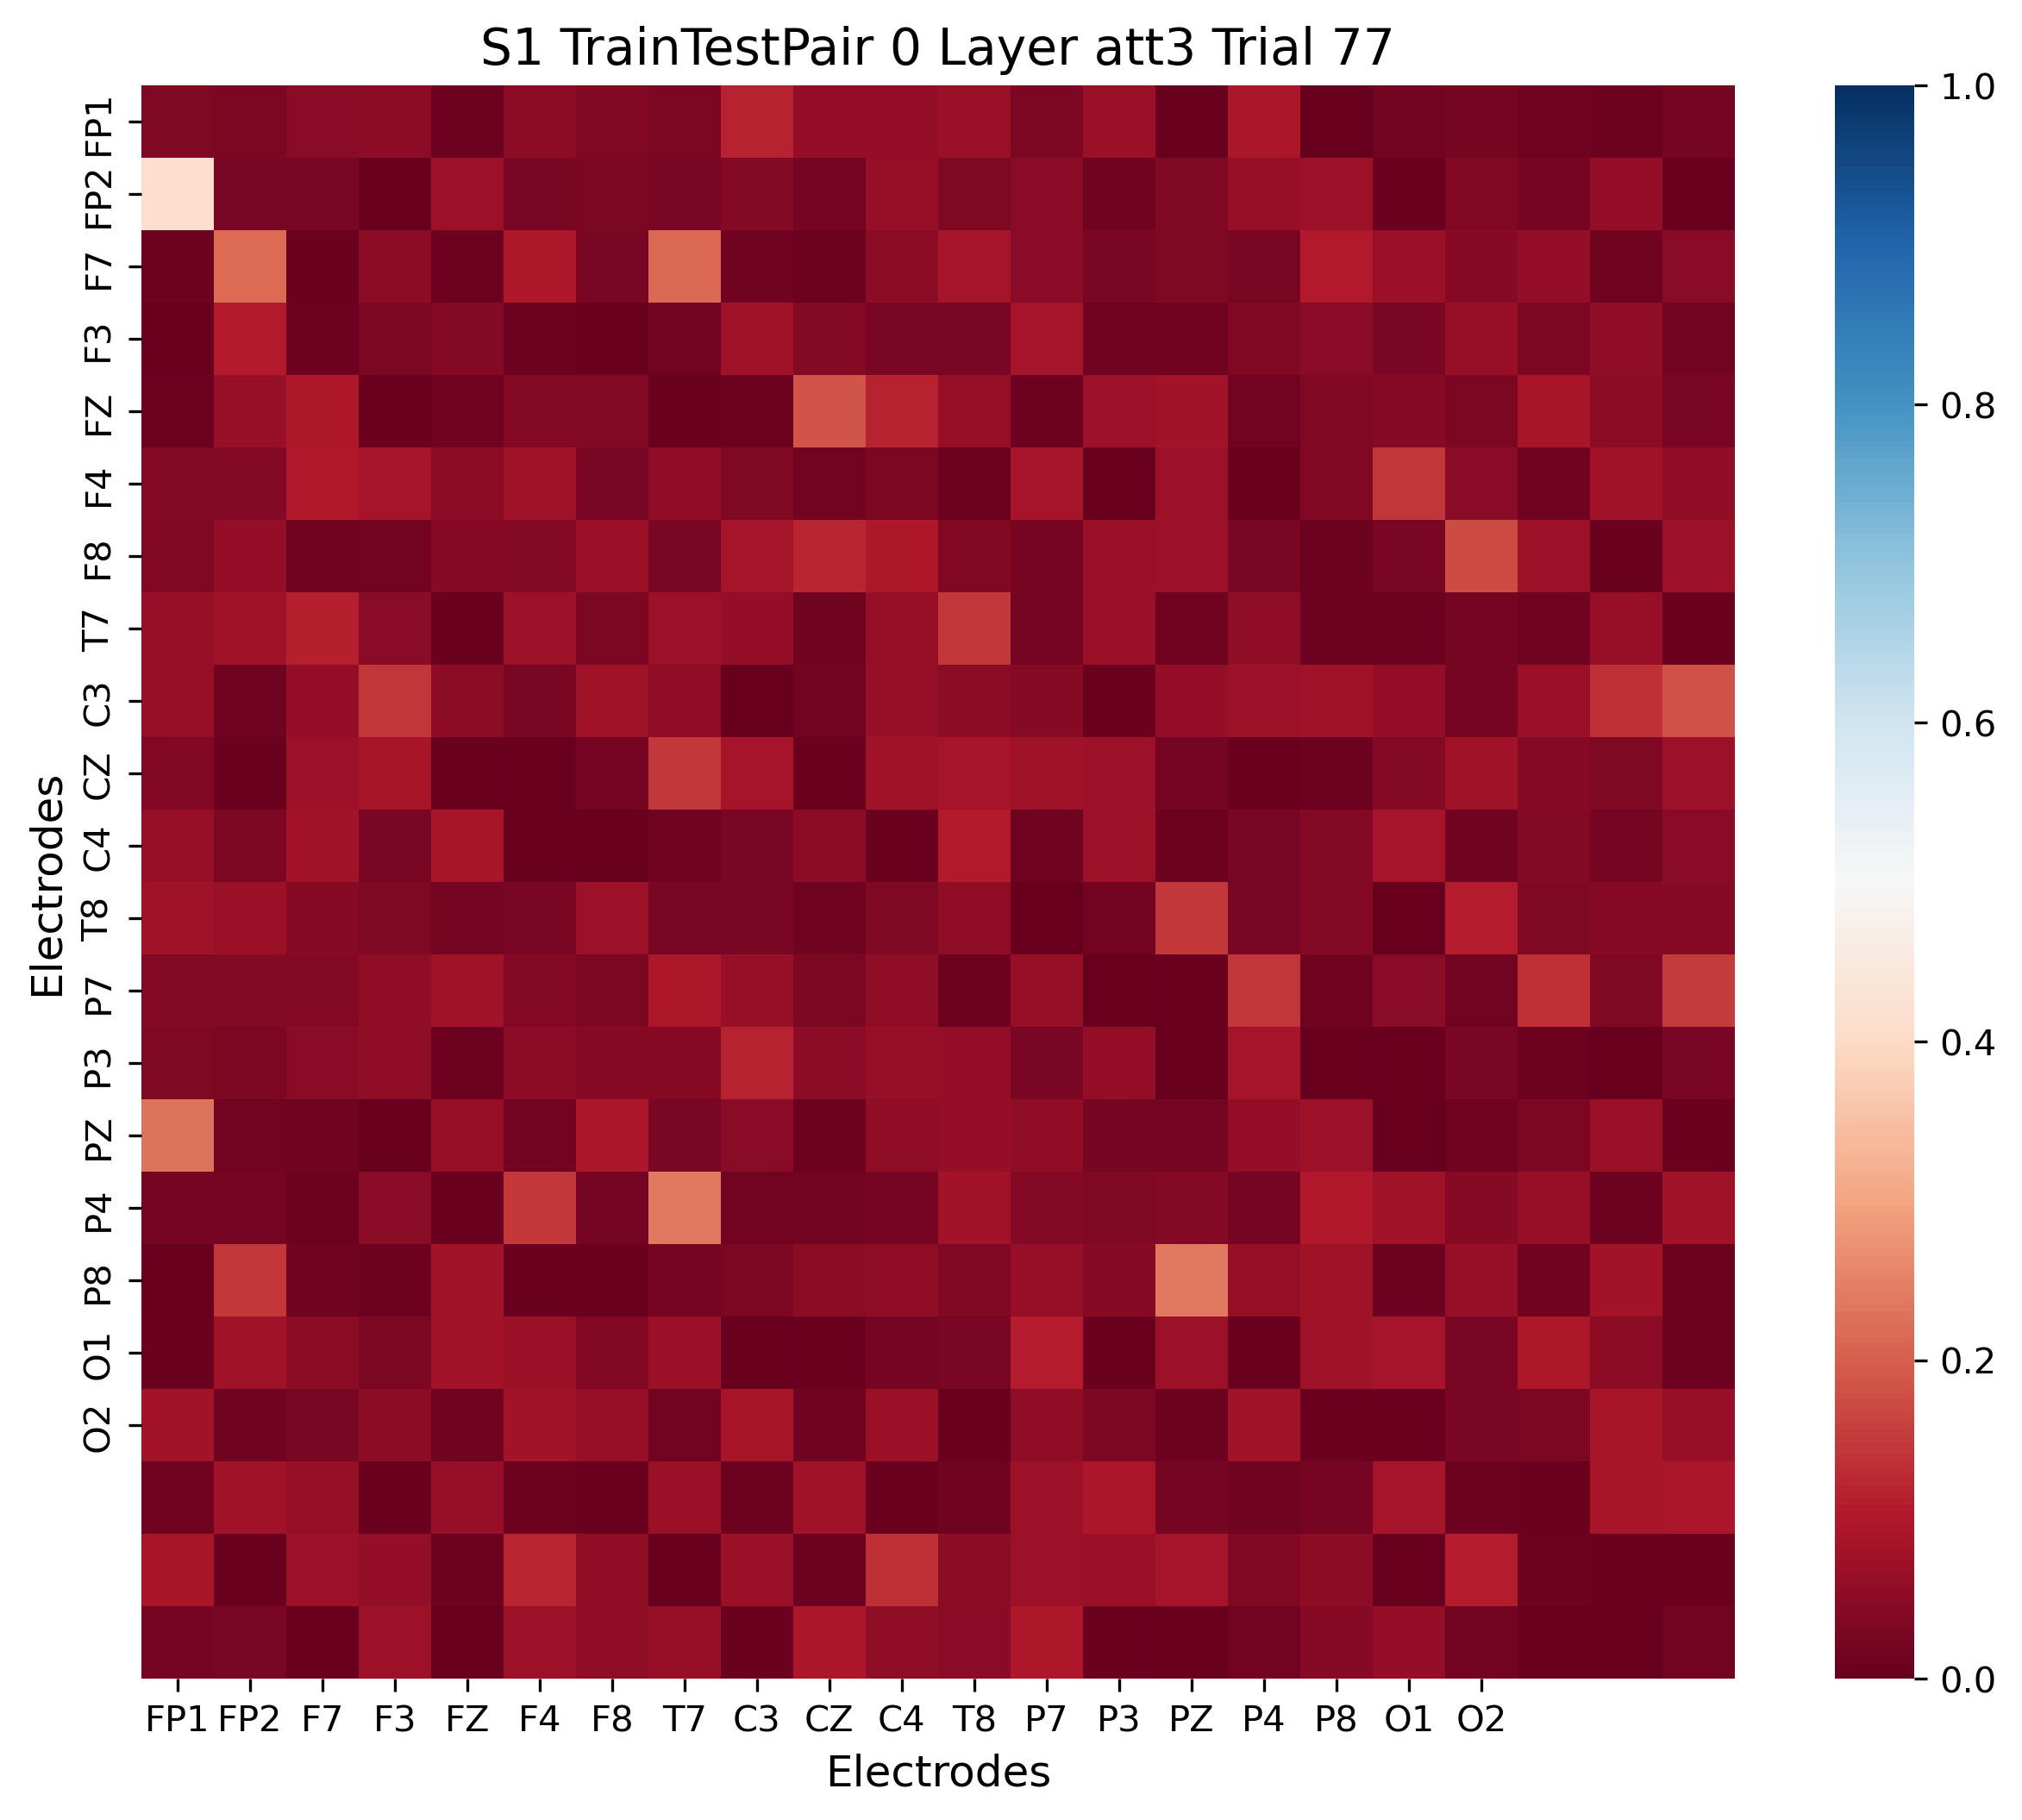 S1 TrainTestPair 0 Layer att3 Trial 77
Electrodes
FP1
FP2
F7
F3
FZ
F4
F8
T7
C3
CZ
C4
T8
P7
P3
PZ
P4
P8
O1
O2
FP1 FP2 F7 F3 FZ F4 F8 T7 C3 CZ C4 T8 P7 P3 PZ P4 P8 O1 O2
Electrodes
1.0
0.8
0.6
0.4
0.2
0.0